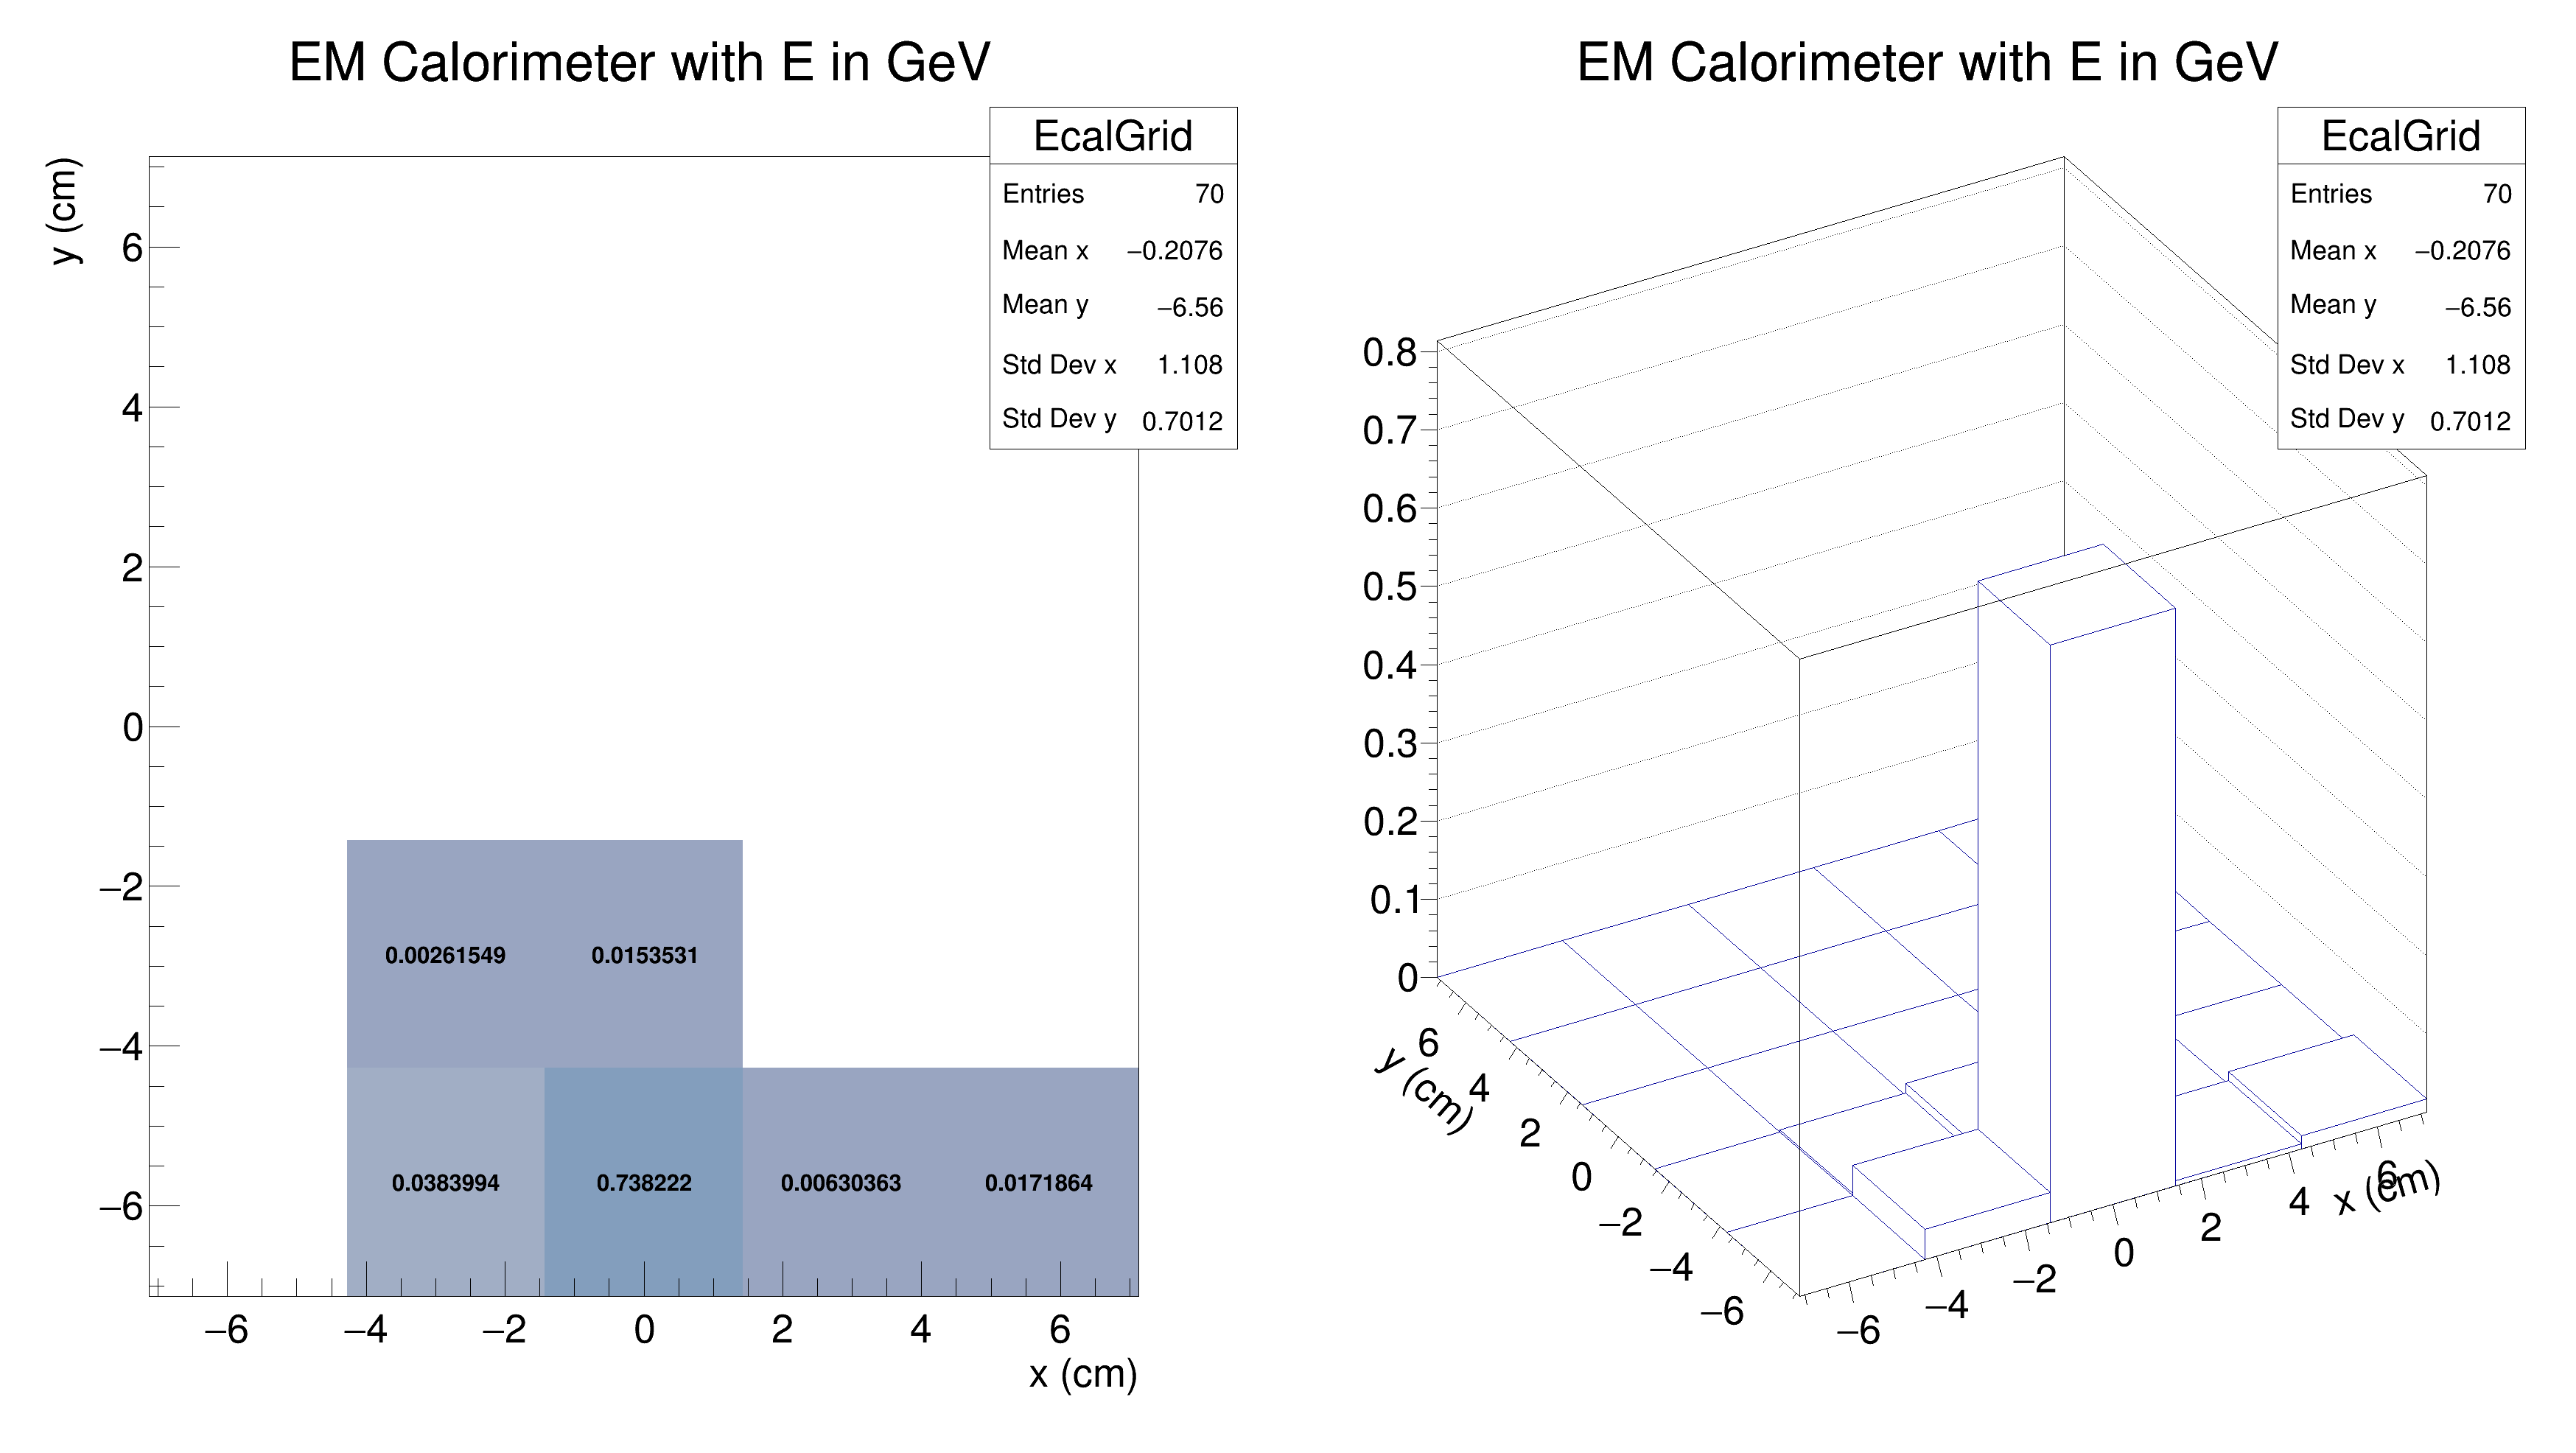 EM Calorimeter with E in GeV
EcalGrid
Entries 70
Mean x −0.2076
Mean y −6.56
Std Dev x 1.108
Std Dev y 0.7012
y (cm)
6
4
2
0
−2
−4
−6
0.00261549 0.0153531
0.0383994 0.738222 0.00630363 0.0171864
−6 −4 −2 0 2 4 6
x (cm)
EM Calorimeter with E in GeV
EcalGrid
Entries 70
Mean x −0.2076
Mean y −6.56
Std Dev x 1.108
Std Dev y 0.7012
0.8
0.7
0.6
0.5
0.4
0.3
0.2
0.1
0
y (cm)
6
4
2
0
−2
−4
−6
−6 −4 −2 0 2 4 6
x (cm)